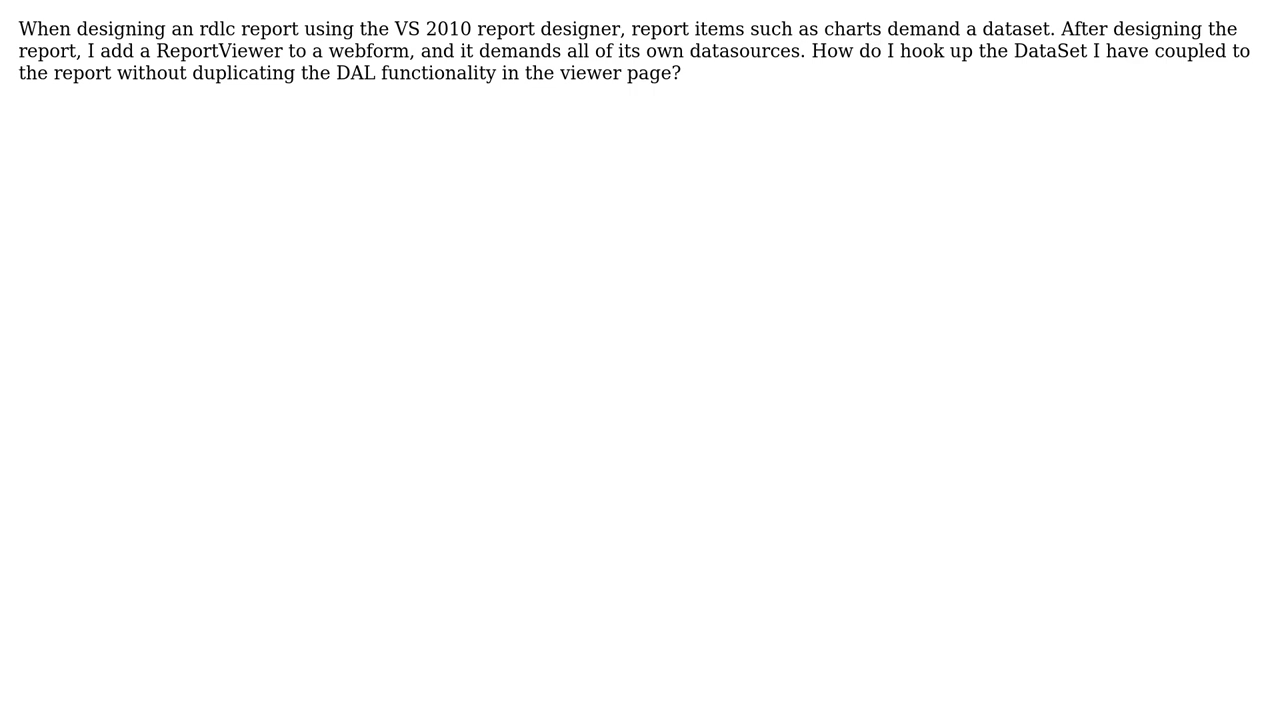 When designing an rdlc report using the VS 2010 report designer, report items such as charts demand a dataset. After designing the
report, I add a ReportViewer to a webform, and it demands all of its own datasources. How do I hook up the DataSet I have coupled to
the report without duplicating the DAL functionality in the viewer page?